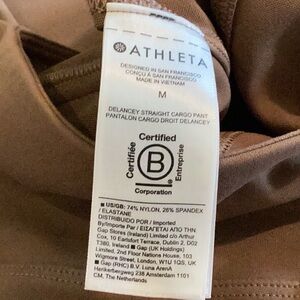 ATHLETA
DESIGNED IN SAN FRANCISCO
CONÇU À SAN FRANCISCO
MADE IN VIETNAM
M
DELANCEY STRAIGHT CARGO PANT
PANTALON CARGO DROIT DELANCEY
Certified
Certifiée
B
Entreprise
Corporation
US/GB: 74% NYLON, 26% SPANDEX
/ ELASTANE
DISTRIBUIDO POR / Imported
By/Importe Par / ΕΙΣΑΓΕΤΑΙ ΑΠΟ ΤΗΝ
Gap Stores (Ireland) Limited c/o Arthur
Cox, 10 Earlsfort Terrace, Dublin 2, D02
T380, Ireland Gap (UK Holdings)
Limited, 2nd Floor Nations House, 103
Wigmore Street, London, W1U 1QS, UK
Gap (RHC) B.V. Luna ArenA
Herikerbergweg 238 Amsterdam 1101
CM, The Netherlands